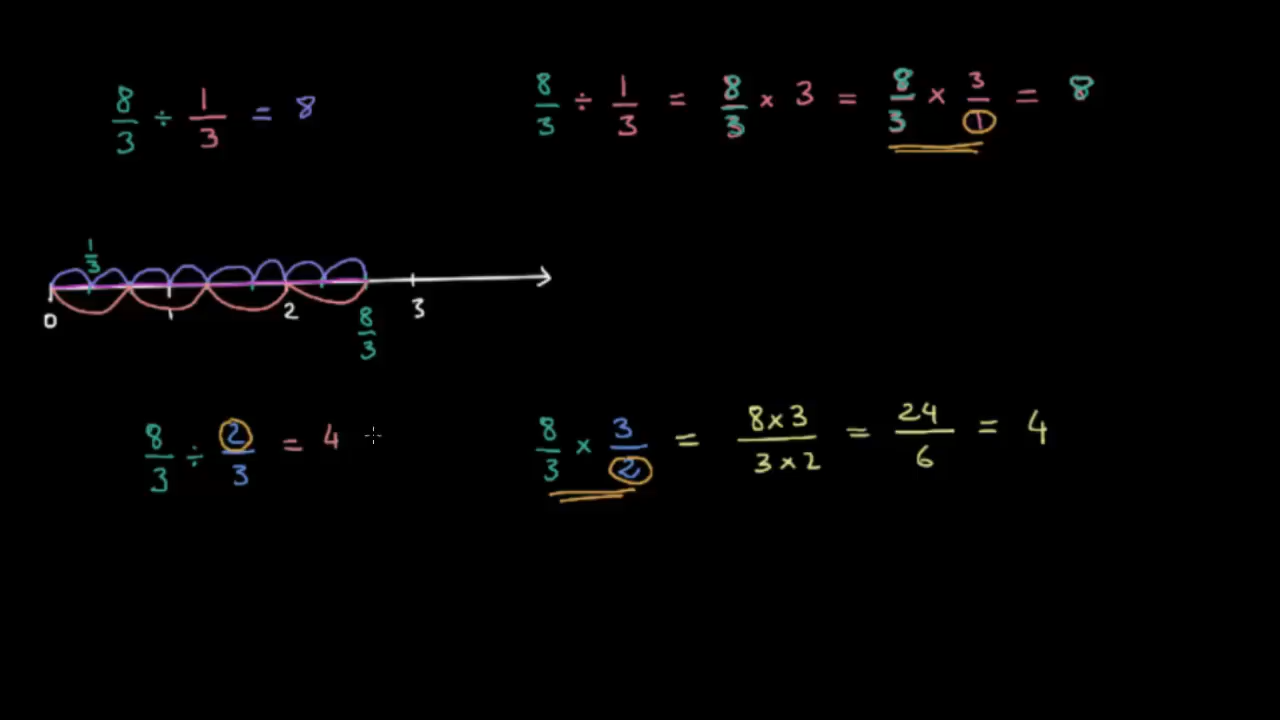 8/3 ÷ 1/3 = 8
8/3 ÷ 1/3 = 8/3 × 3 = 8/3 × 3/1 = 8
1/3
0 1 2 3
8/3
8/3 ÷ 2/3 = 4
8/3 × 3/2 = 8×3/3×2 = 24/6 = 4